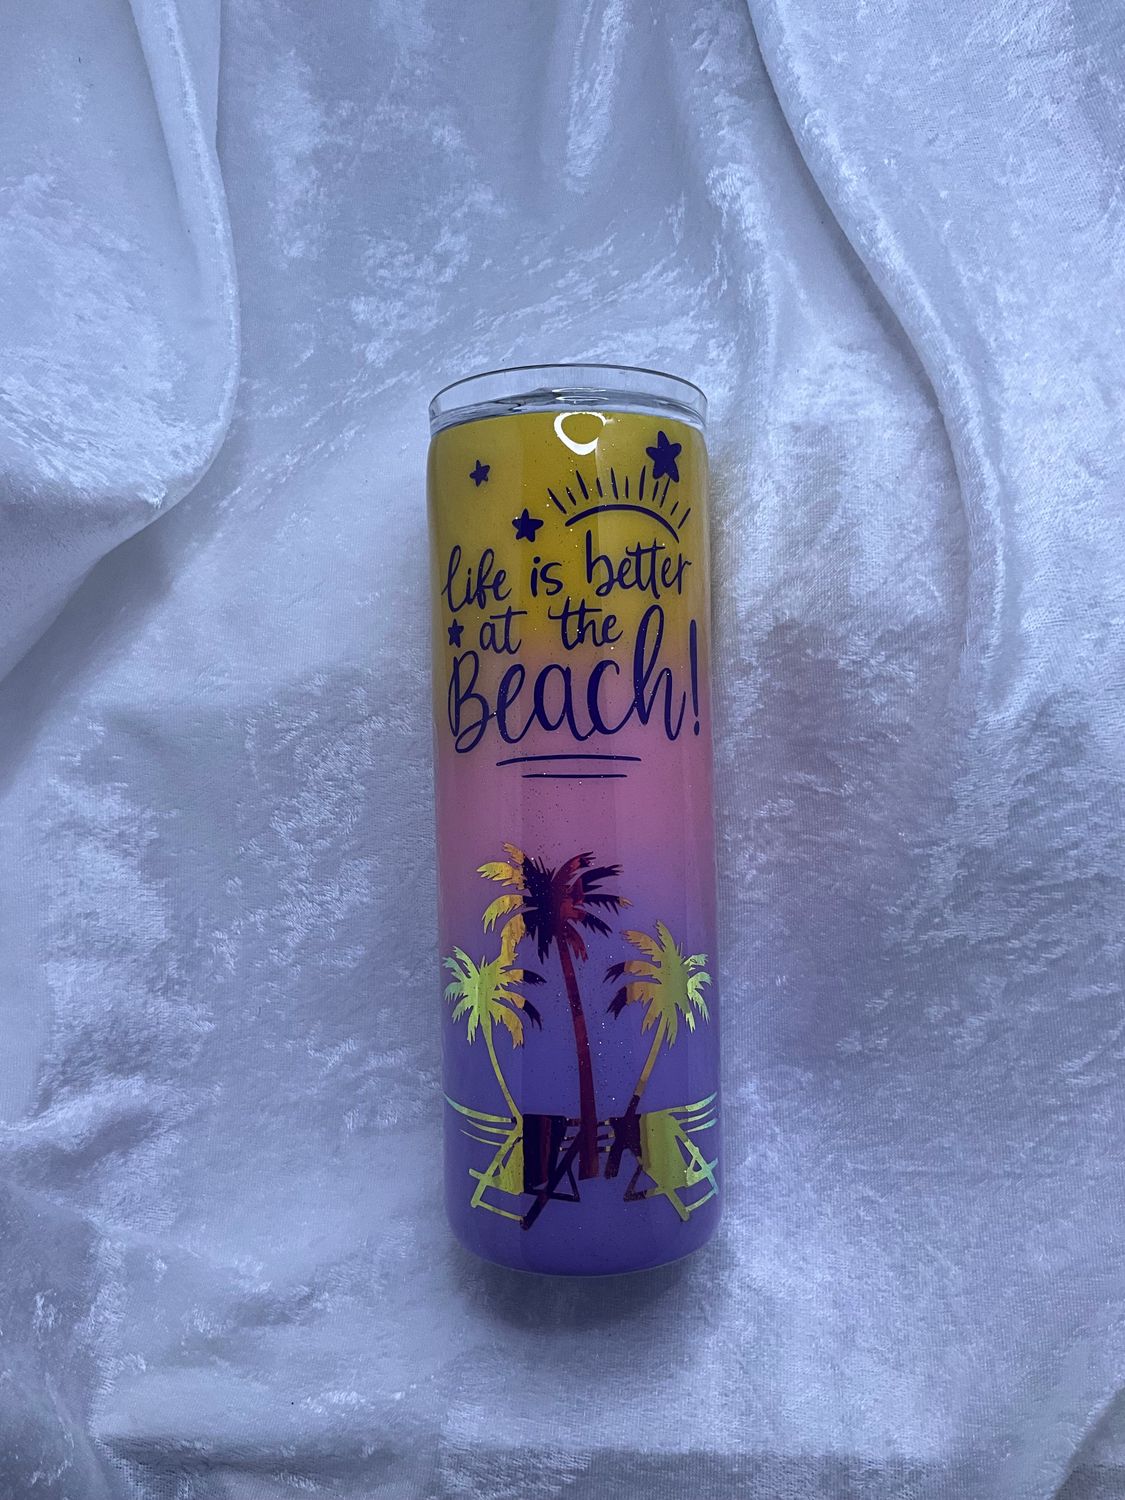 life is better
at the
Beach!